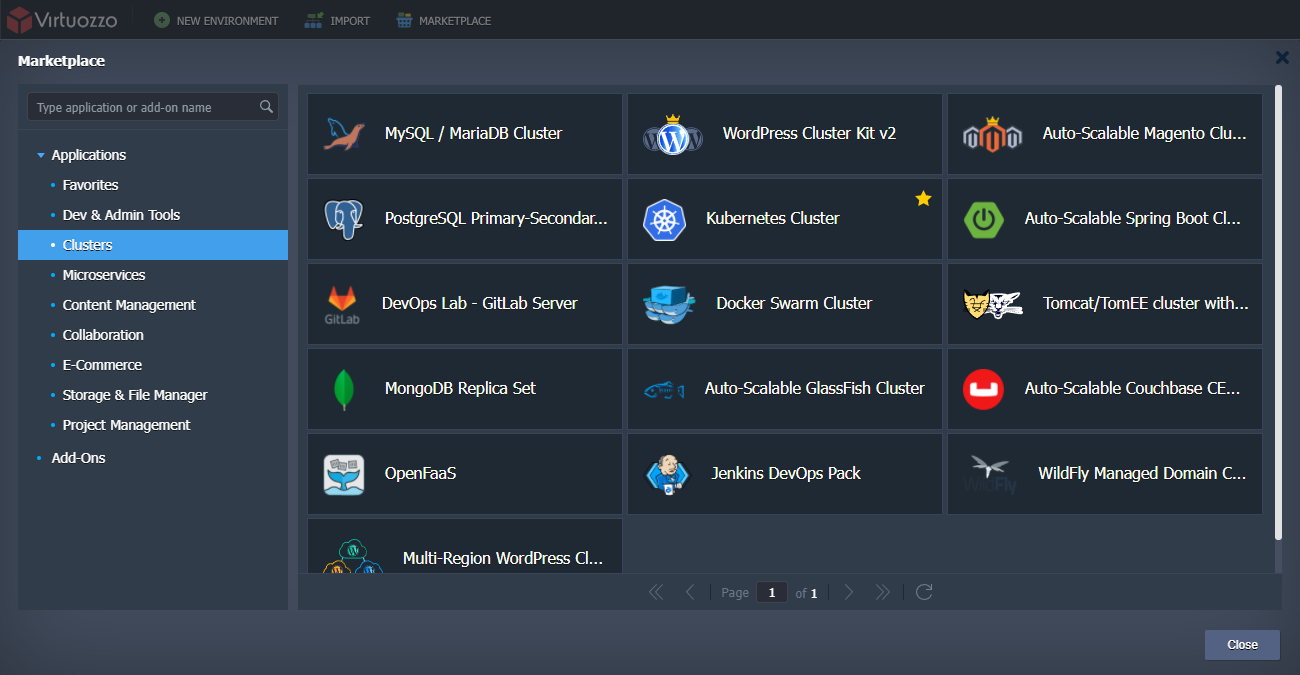 Virtuozzo
NEW ENVIRONMENT
IMPORT
MARKETPLACE
Marketplace
Type application or add-on name
Applications
Favorites
Dev & Admin Tools
Clusters
Microservices
Content Management
Collaboration
E-Commerce
Storage & File Manager
Project Management
Add-Ons
MySQL / MariaDB Cluster
WordPress Cluster Kit v2
Auto-Scalable Magento Clu...
PostgreSQL Primary-Secondar...
Kubernetes Cluster
Auto-Scalable Spring Boot Cl...
GitLab
DevOps Lab - GitLab Server
Docker Swarm Cluster
Tomcat/TomEE cluster with...
MongoDB Replica Set
Auto-Scalable GlassFish Cluster
Auto-Scalable Couchbase CE...
OpenFaaS
Jenkins DevOps Pack
WildFly
WildFly Managed Domain C...
Multi-Region WordPress Cl...
Page 1 of 1
Close